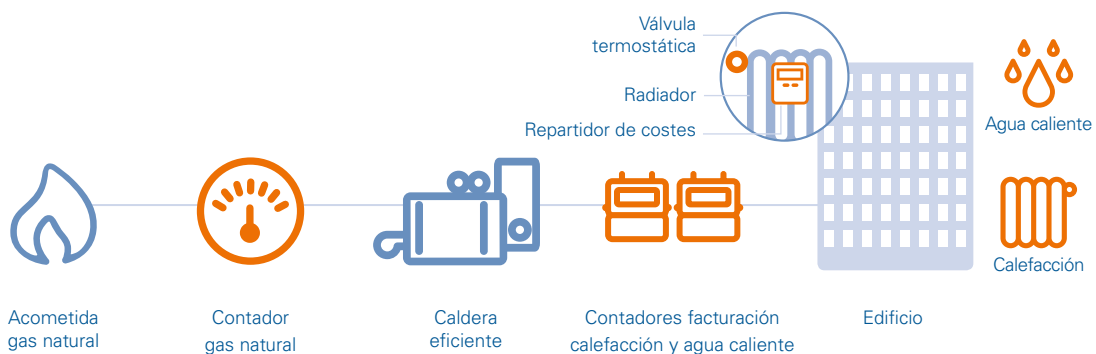 Válvula
termostática
Radiador
Repartidor de costes
Agua caliente
Calefacción
Acometida
gas natural
Contador
gas natural
Caldera
eficiente
Contadores facturación
calefacción y agua caliente
Edificio